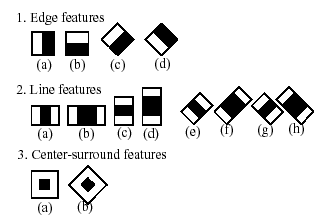 1. Edge features
(a) (b) (c) (d)
2. Line features
(a) (b) (c) (d) (e) (f) (g) (h)
3. Center-surround features
(a) (b)